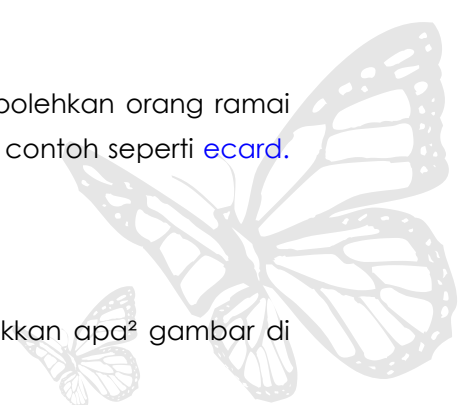 bolehkan orang ramai
contoh seperti ecard.
kkan apa² gambar di